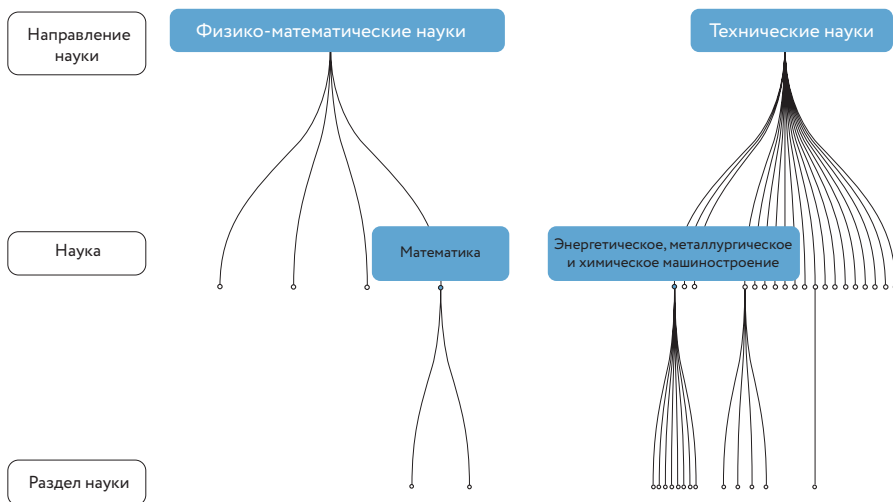 Направление
науки
Физико-математические науки
Технические науки
Наука
Математика
Энергетическое, металлургическое
и химическое машиностроение
Раздел науки